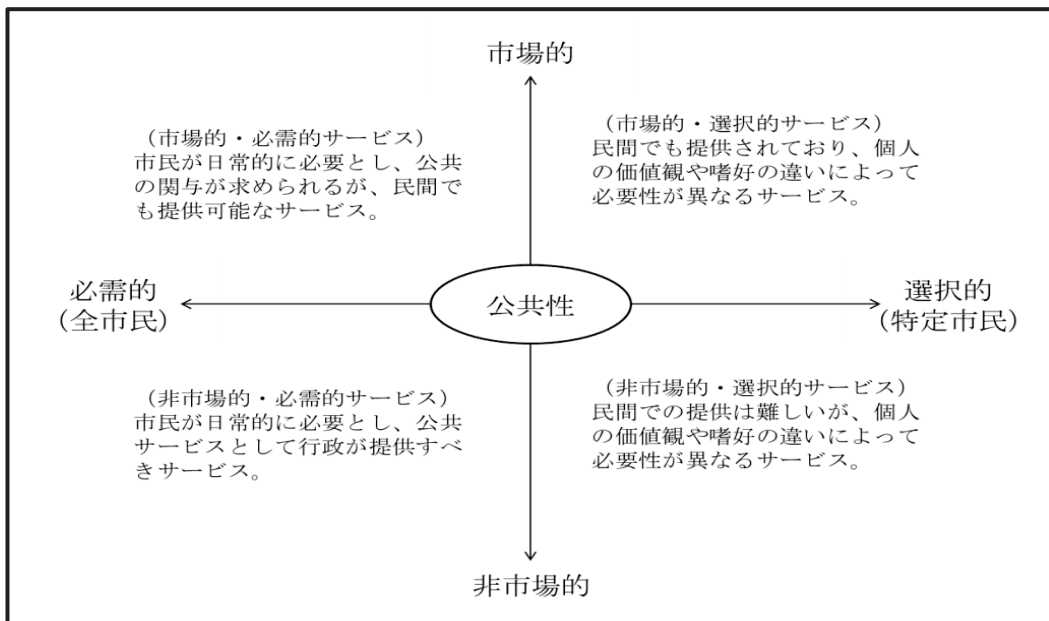 市場的
（市場的・必需的サービス）
市民が日常的に必要とし、公共
の関与が求められるが、民間で
も提供可能なサービス。
（市場的・選択的サービス）
民間でも提供されており、個人
の価値観や嗜好の違いによって
必要性が異なるサービス。
必需的
（全市民）
公共性
選択的
（特定市民）
（非市場的・必需的サービス）
市民が日常的に必要とし、公共
サービスとして行政が提供すべ
きサービス。
（非市場的・選択的サービス）
民間での提供は難しいが、個人
の価値観や嗜好の違いによって
必要性が異なるサービス。
非市場的